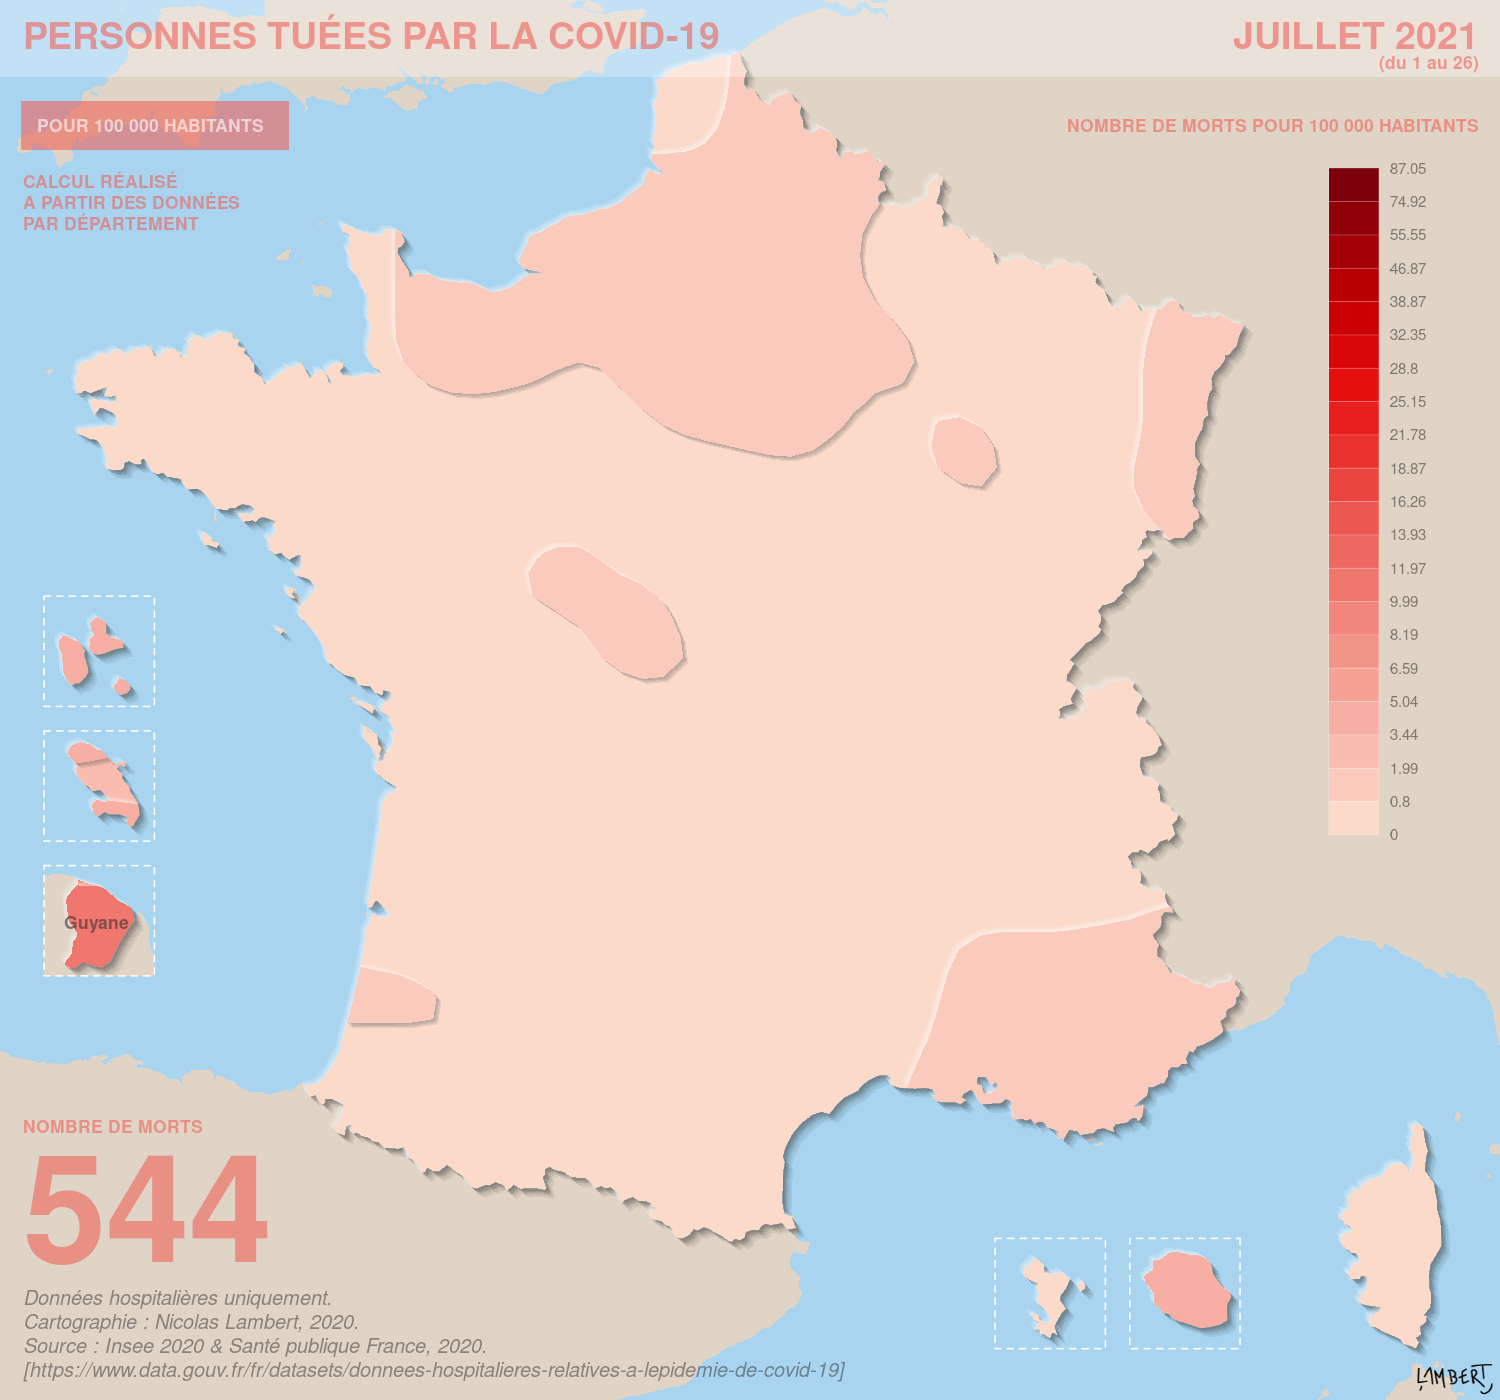 PERSONNES TUÉES PAR LA COVID-19
JUILLET 2021
(du 1 au 26)
POUR 100 000 HABITANTS
CALCUL RÉALISÉ
A PARTIR DES DONNÉES
PAR DÉPARTEMENT
NOMBRE DE MORTS POUR 100 000 HABITANTS
87.05
74.92
55.55
46.87
38.87
32.35
28.8
25.15
21.78
18.87
16.26
13.93
11.97
9.99
8.19
6.59
5.04
3.44
1.99
0.8
0
Guyane
NOMBRE DE MORTS
544
Données hospitalières uniquement.
Cartographie : Nicolas Lambert, 2020.
Source : Insee 2020 & Santé publique France, 2020.
[https://www.data.gouv.fr/fr/datasets/donnees-hospitalieres-relatives-a-lepidemie-de-covid-19]
LAMBERT